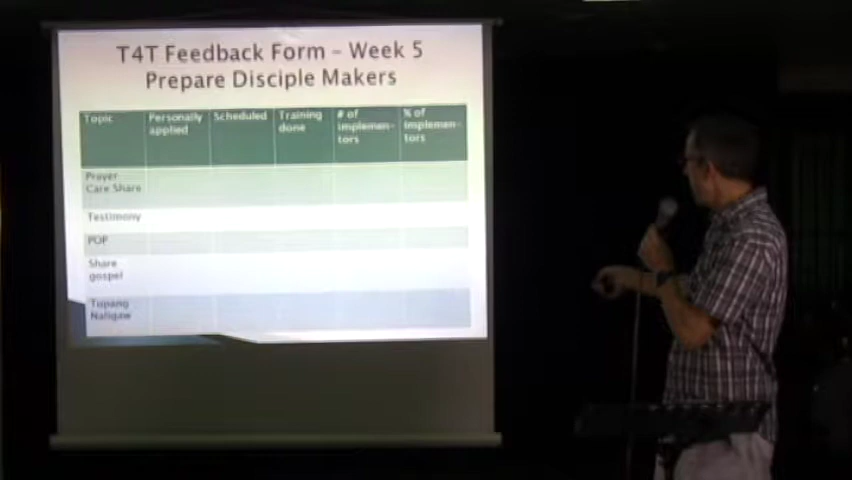 T4T Feedback Form – Week 5
Prepare Disciple Makers
Topic
Personally
applied
Scheduled
Training
done
# of
implemen-
tors
% of
implemen-
tors
Prayer
Care Share
Testimony
POP
Share
gospel
Tupang
Naligaw